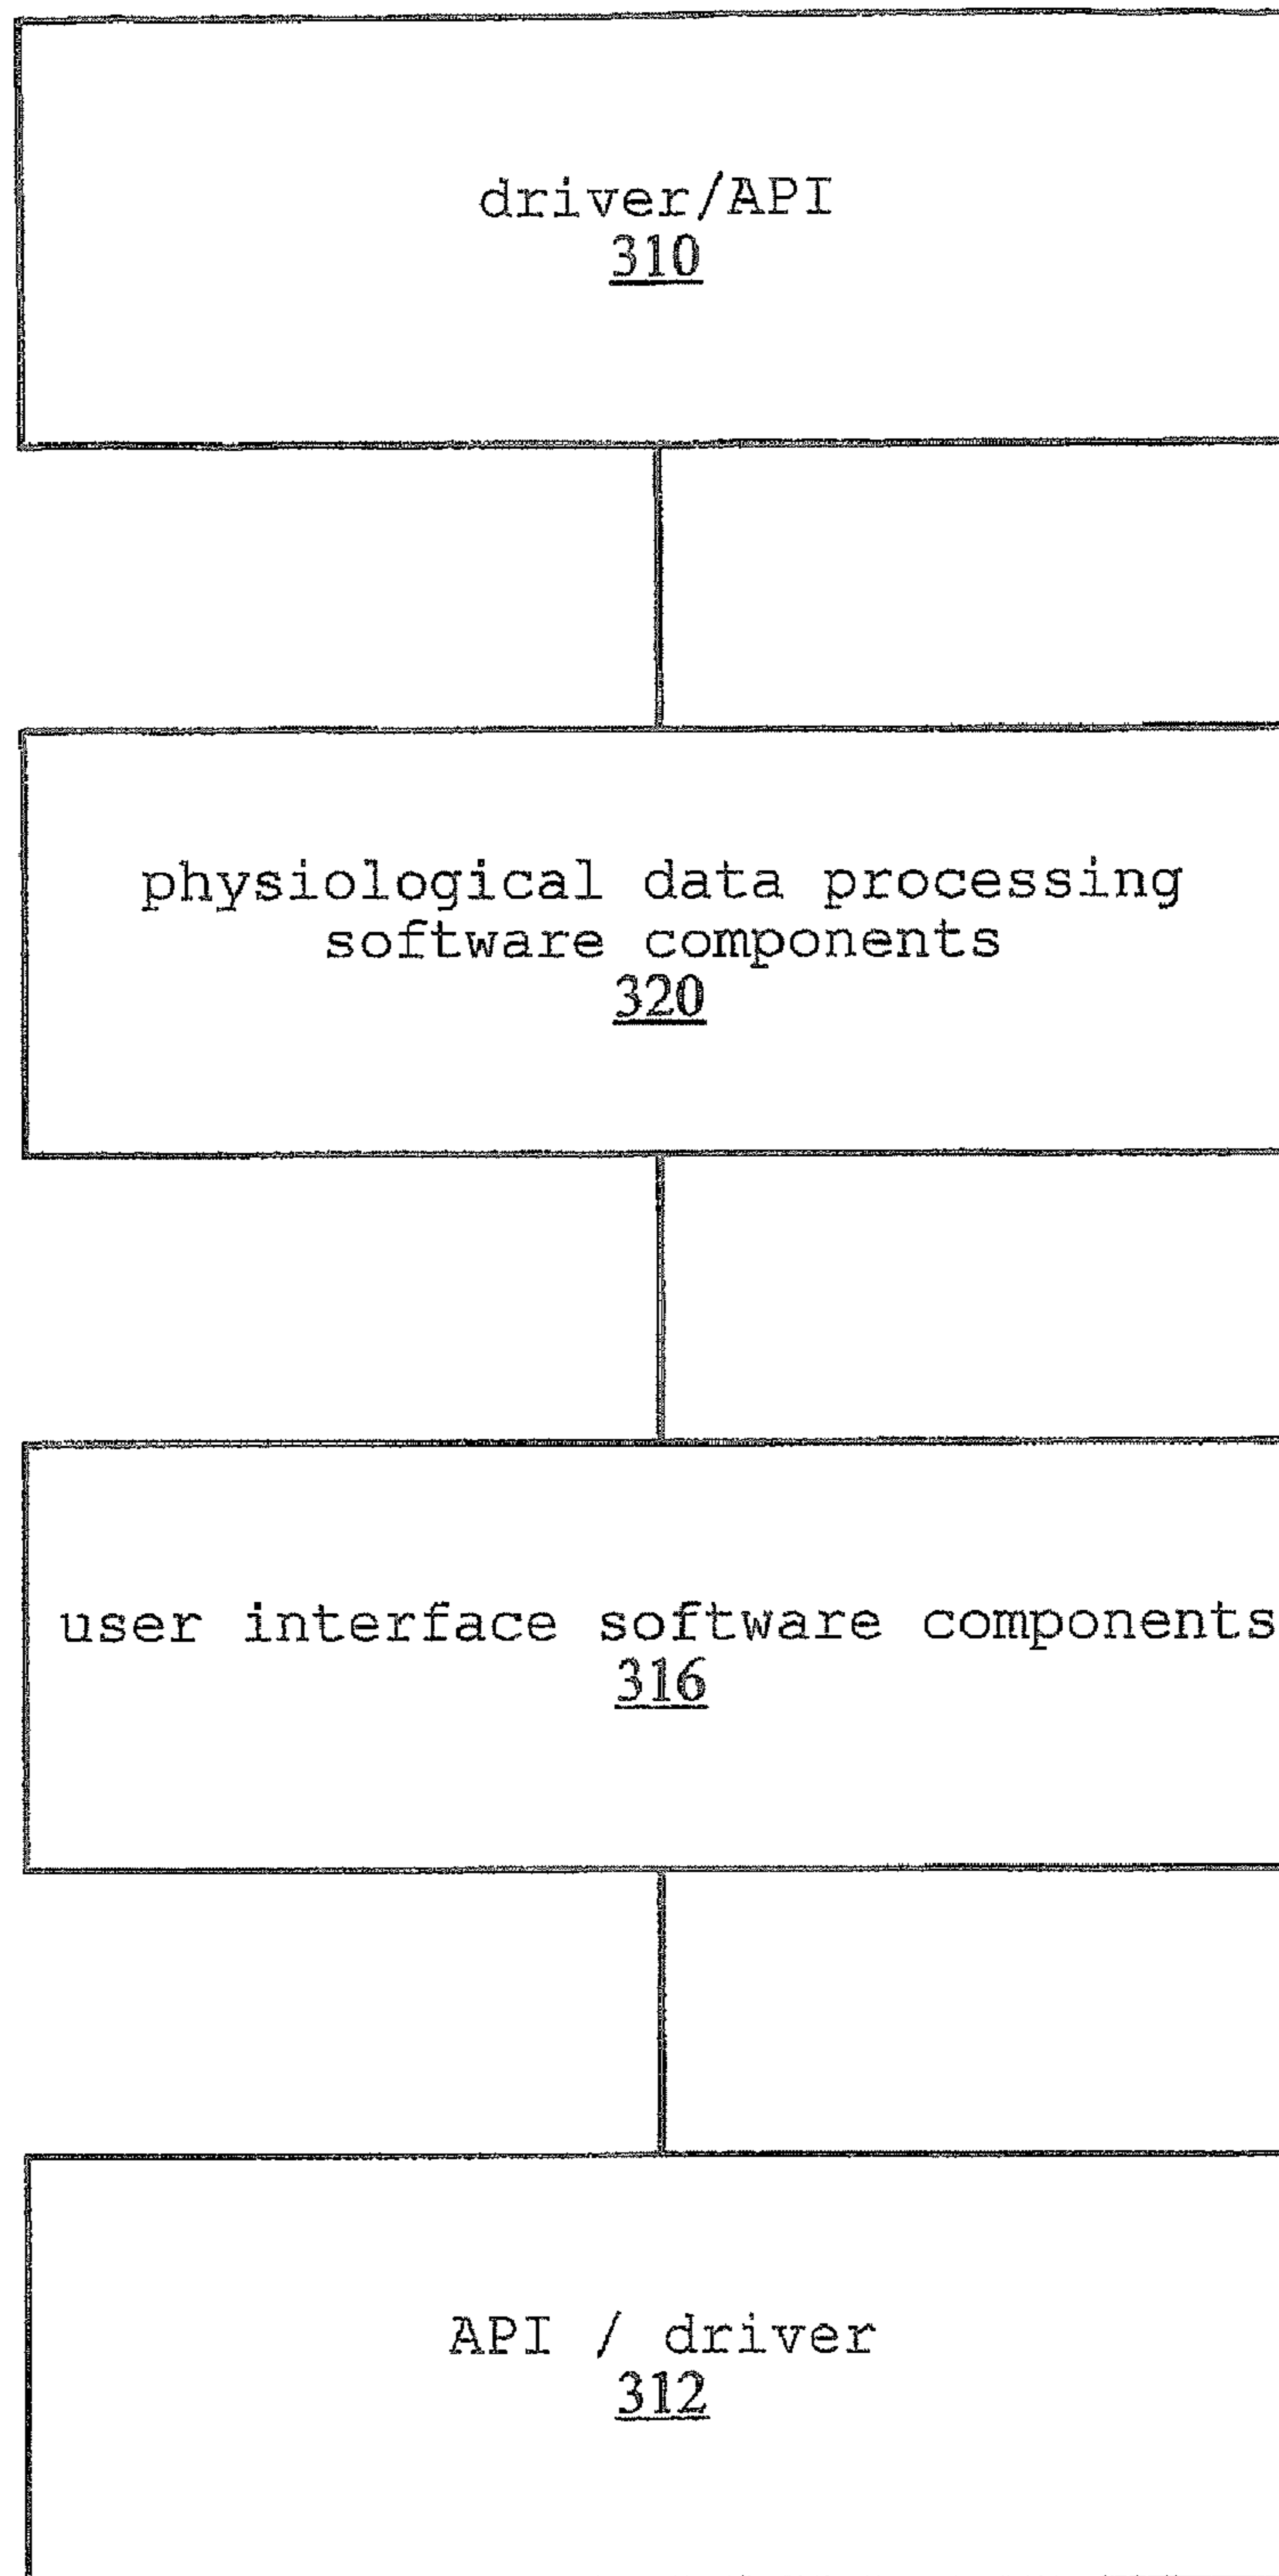 driver/API
310
physiological data processing
software components
320
user interface software components
316
API / driver
312